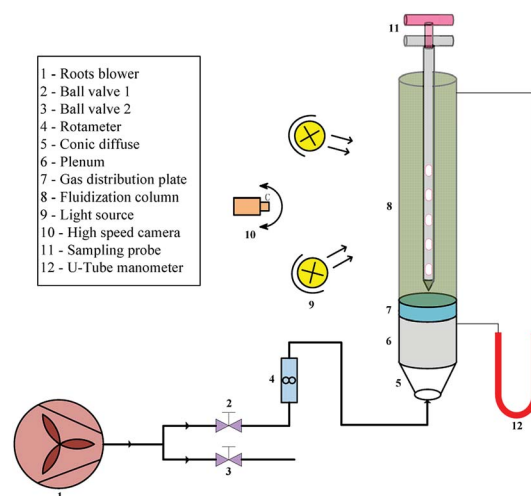 1 - Roots blower
2 - Ball valve 1
3 - Ball valve 2
4 - Rotameter
5 - Conic diffuse
6 - Plenum
7 - Gas distribution plate
8 - Fluidization column
9 - Light source
10 - High speed camera
11 - Sampling probe
12 - U-Tube manometer
11
8
C
10
9
7
6
5
4
2
3
12
1